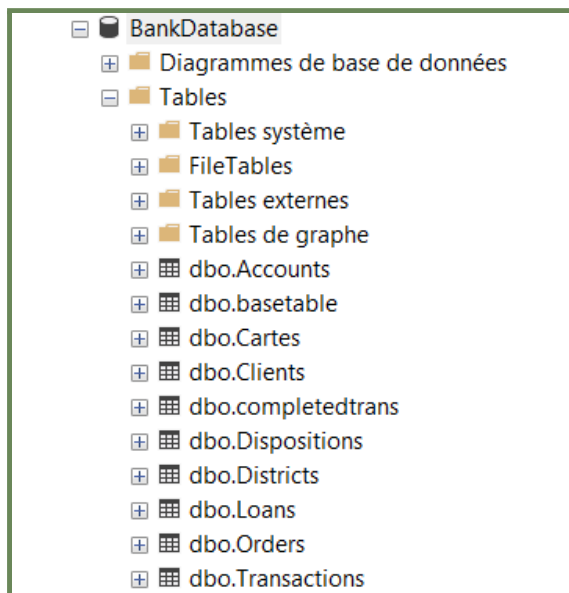 BankDatabase
Diagrammes de base de données
Tables
Tables système
FileTables
Tables externes
Tables de graphe
dbo.Accounts
dbo.basetable
dbo.Cartes
dbo.Clients
dbo.completedtrans
dbo.Dispositions
dbo.Districts
dbo.Loans
dbo.Orders
dbo.Transactions